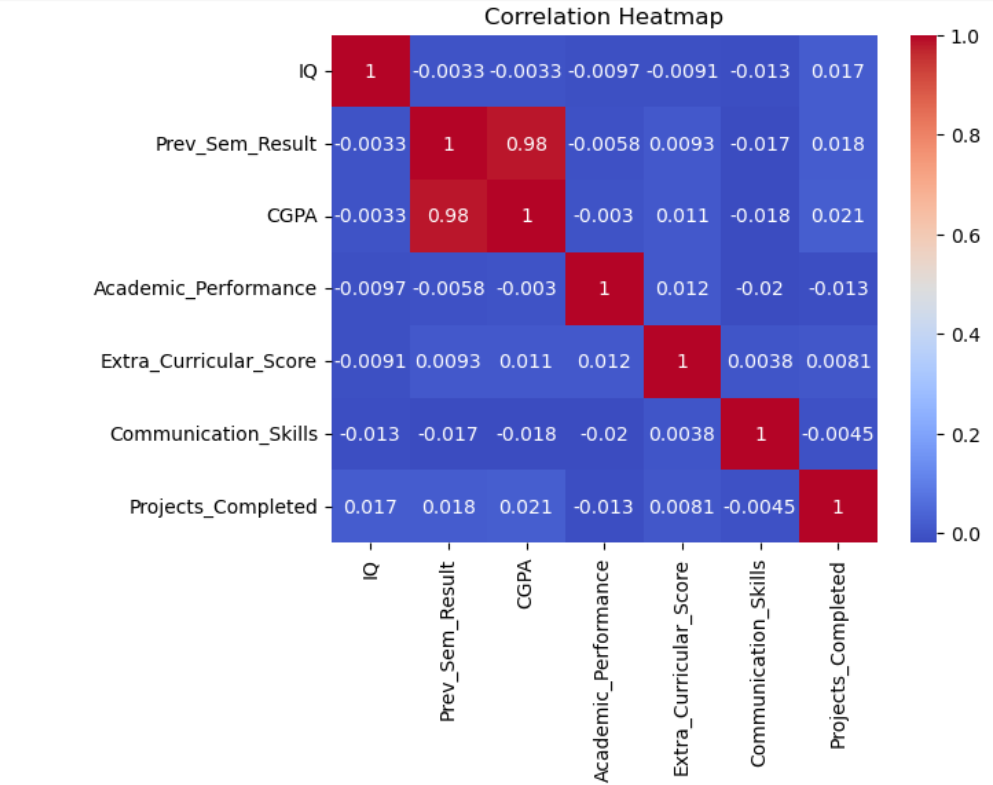 Correlation Heatmap
IQ 1 -0.0033 -0.0033 -0.0097 -0.0091 -0.013 0.017
Prev_Sem_Result -0.0033 1 0.98 -0.0058 0.0093 -0.017 0.018
CGPA -0.0033 0.98 1 -0.003 0.011 -0.018 0.021
Academic_Performance -0.0097 -0.0058 -0.003 1 0.012 -0.02 -0.013
Extra_Curricular_Score -0.0091 0.0093 0.011 0.012 1 0.0038 0.0081
Communication_Skills -0.013 -0.017 -0.018 -0.02 0.0038 1 -0.0045
Projects_Completed 0.017 0.018 0.021 -0.013 0.0081 -0.0045 1
IQ
Prev_Sem_Result
CGPA
Academic_Performance
Extra_Curricular_Score
Communication_Skills
Projects_Completed
1.0
0.8
0.6
0.4
0.2
0.0